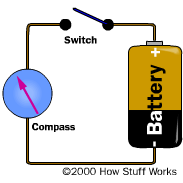 Switch
Battery
+
-
Compass
©2000 How Stuff Works